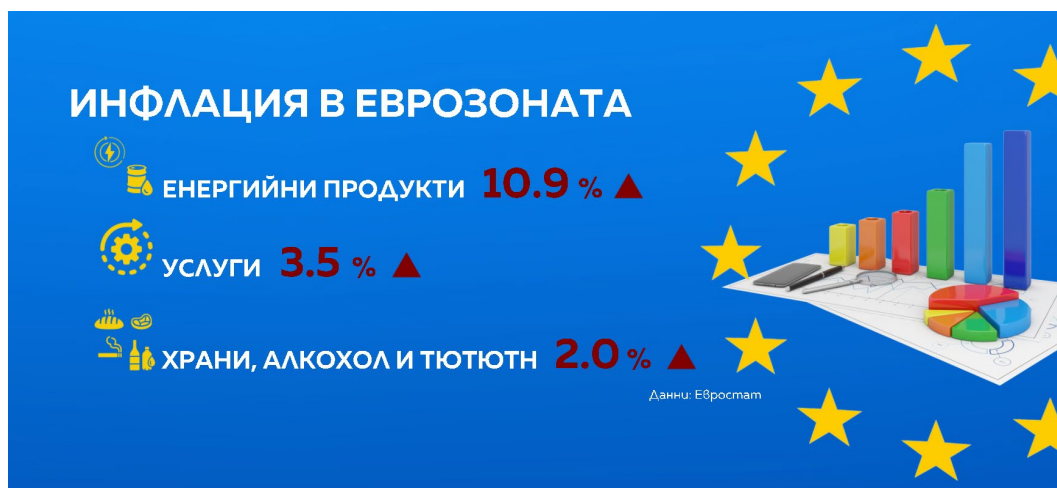 ИНФЛАЦИЯ В ЕВРОЗОНАТА
ЕНЕРГИЙНИ ПРОДУКТИ 10.9 % ▲
УСЛУГИ 3.5 % ▲
ХРАНИ, АЛКОХОЛ И ТЮТЮТН 2.0 % ▲
Данни: Евростат